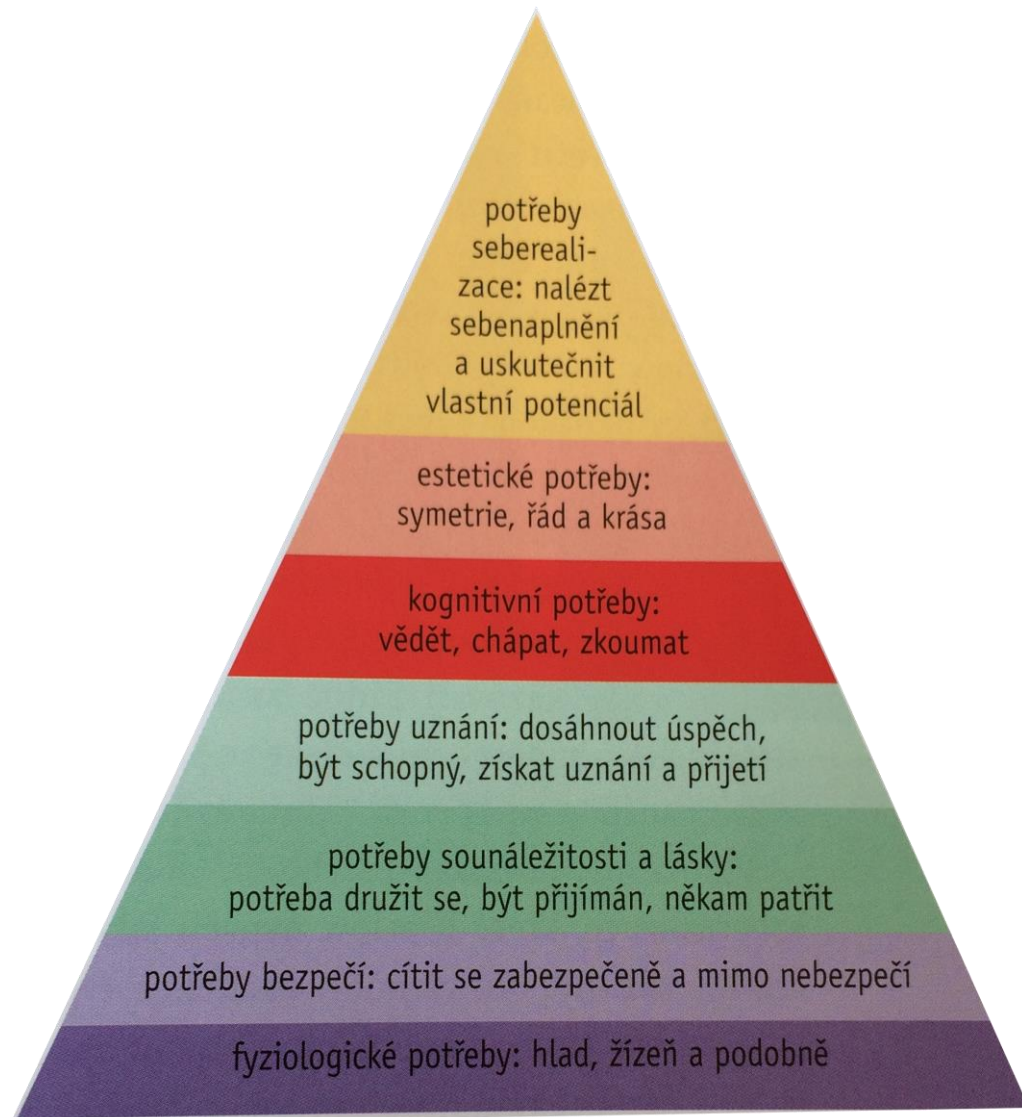 potřeby
sebereali-
zace: nalézt
sebenaplnění
a uskutečnit
vlastní potenciál
estetické potřeby:
symetrie, řád a krása
kognitivní potřeby:
vědět, chápat, zkoumat
potřeby uznání: dosáhnout úspěch,
být schopný, získat uznání a přijetí
potřeby sounáležitosti a lásky:
potřeba družit se, být přijímán, někam patřit
potřeby bezpečí: cítit se zabezpečeně a mimo nebezpečí
fyziologické potřeby: hlad, žízeň a podobně